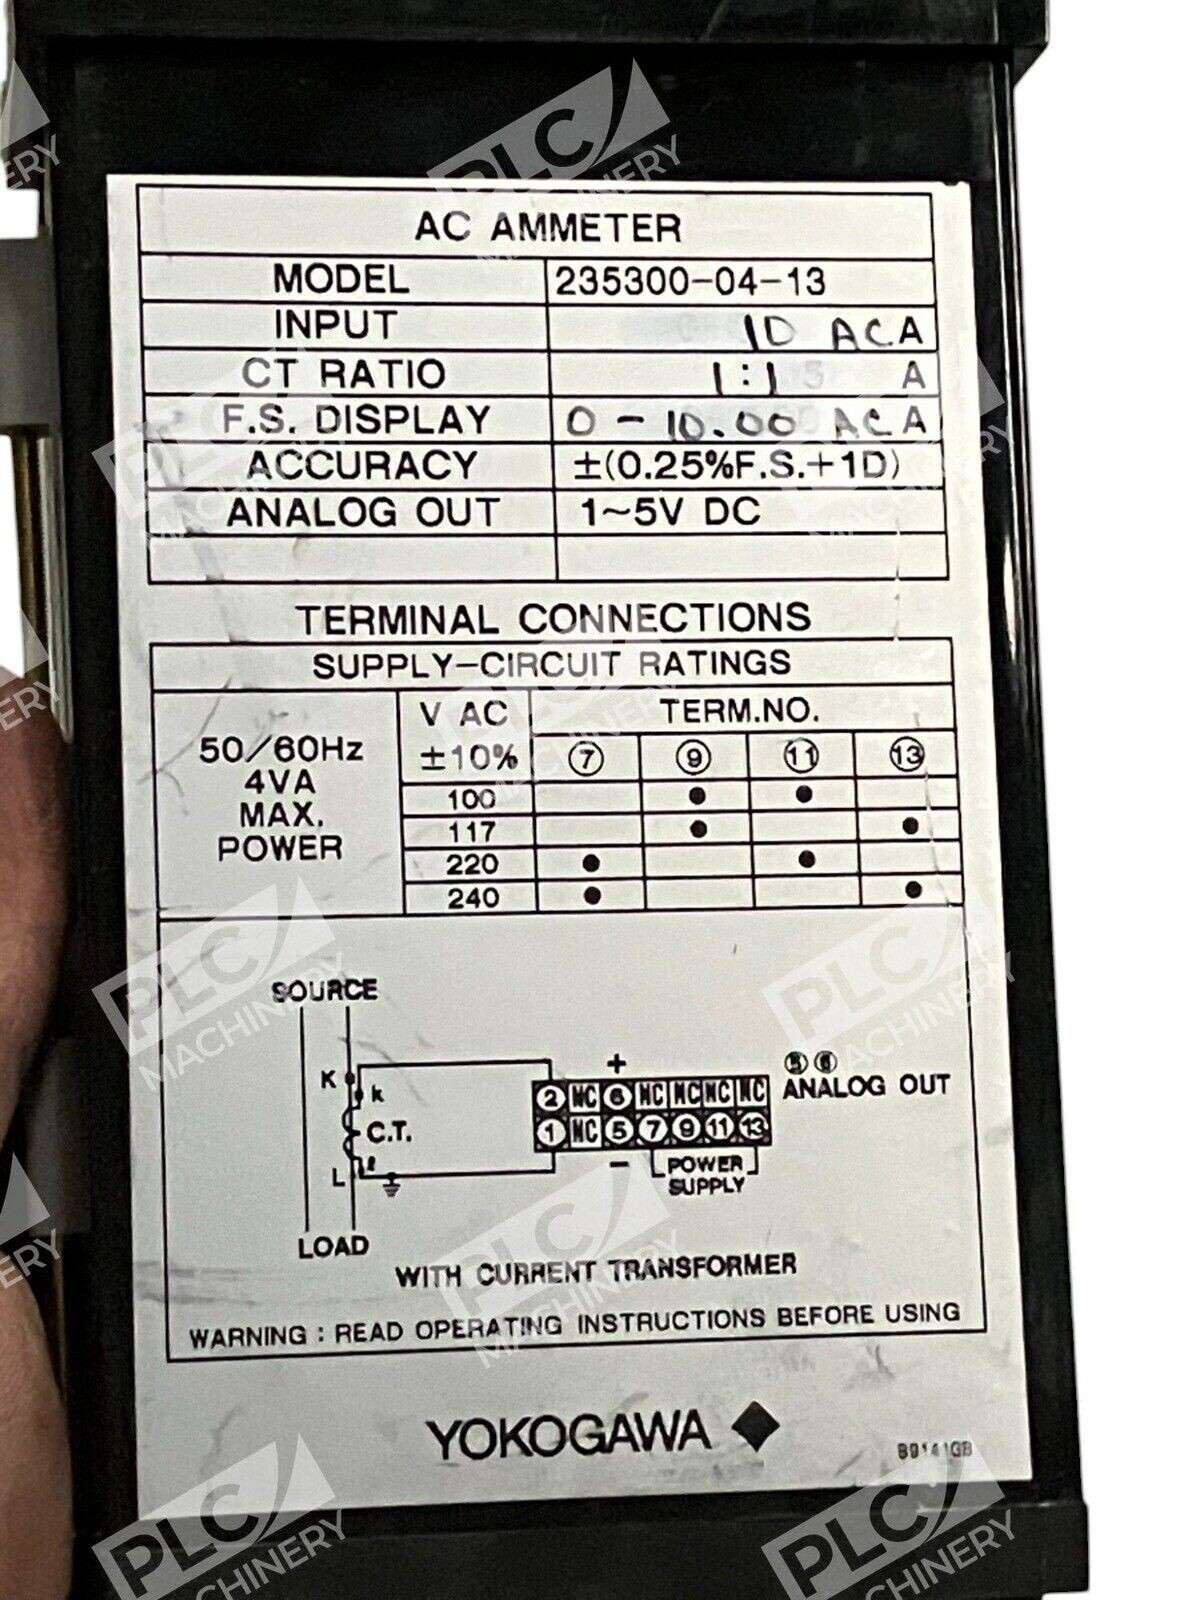 AC AMMETER
MODEL 235300-04-13
INPUT 10 ACA
CT RATIO 1:1 A
F.S. DISPLAY 0-10.00 ACA
ACCURACY ±(0.25%F.S.+1D)
ANALOG OUT 1~5V DC
TERMINAL CONNECTIONS
SUPPLY-CIRCUIT RATINGS
50/60Hz
4VA
MAX.
POWER
V AC
±10%
TERM.NO.
⑦ ⑨ ⑪ ⑬
100 ● ●
117 ● ●
220 ● ●
240 ● ●
SOURCE
K k
C.T.
L ℓ
LOAD
+
② NC ⑥ NC NC NC NC
① NC ⑤ ⑦ ⑨ ⑪ ⑬
−
POWER
SUPPLY
⑤ ⑥
ANALOG OUT
WITH CURRENT TRANSFORMER
WARNING : READ OPERATING INSTRUCTIONS BEFORE USING
YOKOGAWA
PLC
MACHINERY